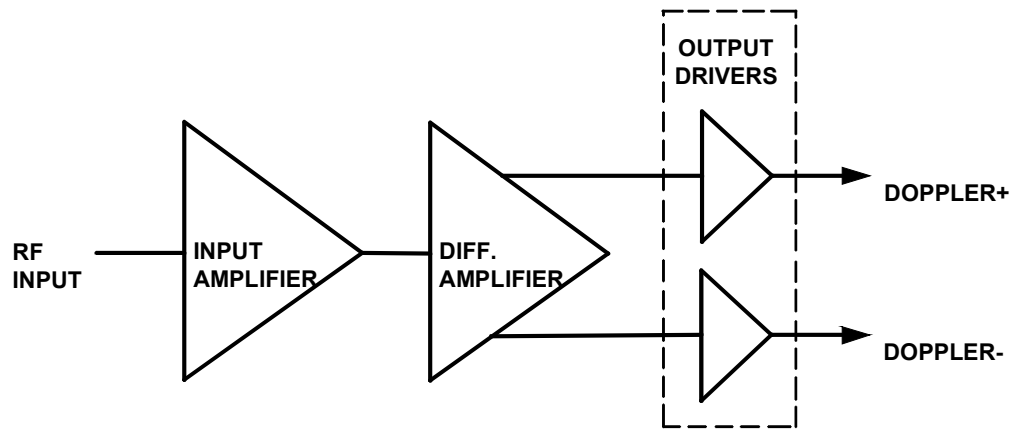 OUTPUT
DRIVERS
RF
INPUT
INPUT
AMPLIFIER
DIFF.
AMPLIFIER
DOPPLER+
DOPPLER-